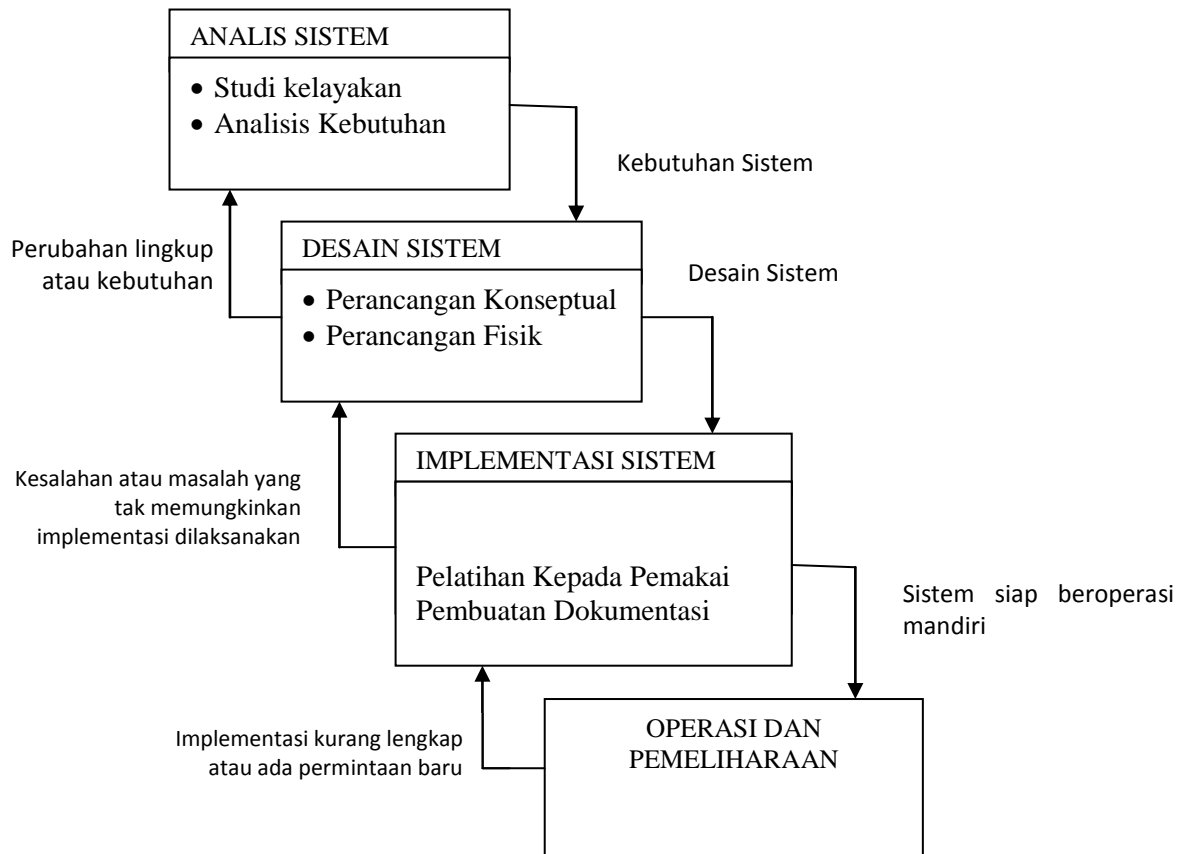 ANALIS SISTEM
• Studi kelayakan
• Analisis Kebutuhan
Kebutuhan Sistem
Perubahan lingkup
atau kebutuhan
DESAIN SISTEM
• Perancangan Konseptual
• Perancangan Fisik
Desain Sistem
Kesalahan atau masalah yang
tak memungkinkan
implementasi dilaksanakan
IMPLEMENTASI SISTEM
Pelatihan Kepada Pemakai
Pembuatan Dokumentasi
Sistem siap beroperasi
mandiri
Implementasi kurang lengkap
atau ada permintaan baru
OPERASI DAN
PEMELIHARAAN